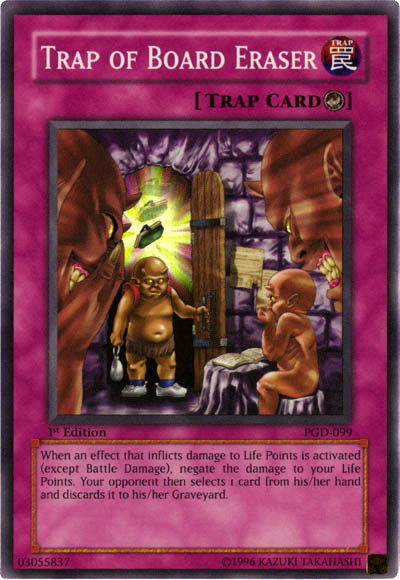 TRAP OF BOARD ERASER
TRAP
罠
[TRAP CARD]
1st Edition
PGD-099
When an effect that inflicts damage to Life Points is activated
(except Battle Damage), negate the damage to your Life
Points. Your opponent then selects 1 card from his/her hand
and discards it to his/her Graveyard.
03055837
©1996 KAZUKI TAKAHASHI